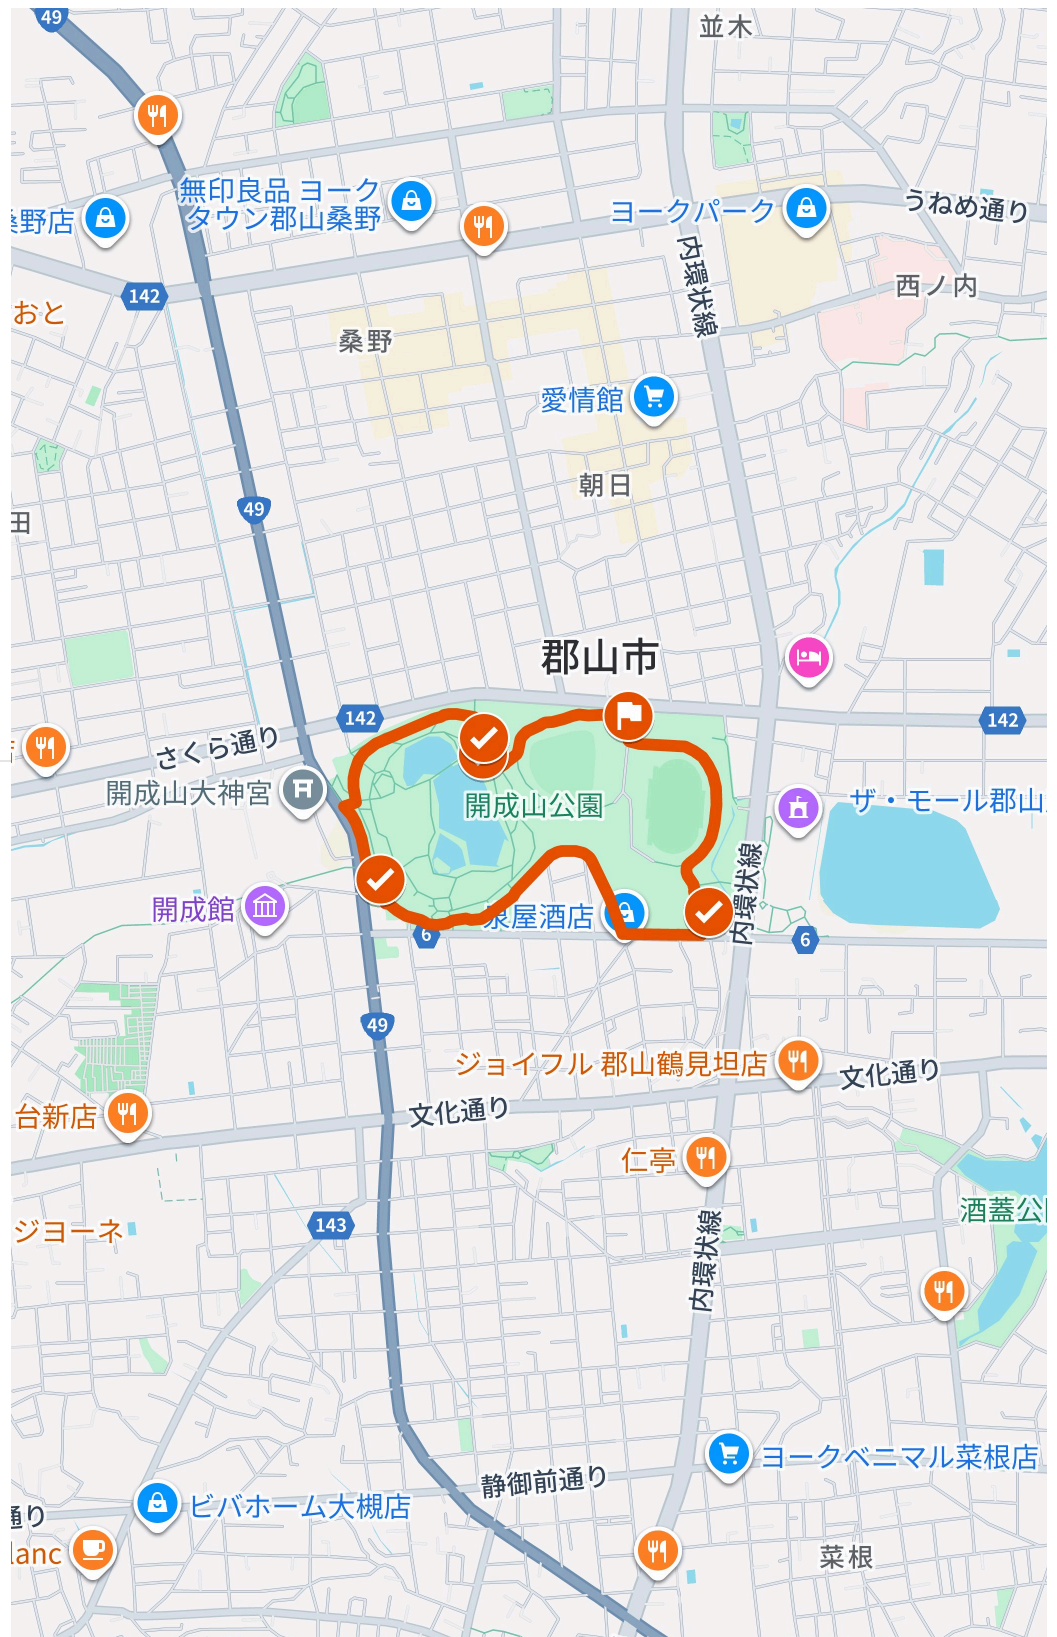 49
並木
無印良品 ヨーク
タウン郡山桑野
桑野店
ヨークパーク
うねめ通り
内環状線
142
西ノ内
おと
桑野
愛情館
朝日
49
田
郡山市
142
142
さくら通り
開成山大神宮
開成山公園
ザ・モール郡山
内環状線
開成館
泉屋酒店
6
6
49
ジョイフル 郡山鶴見坦店
文化通り
文化通り
台新店
仁亭
酒蓋公
143
ジヨーネ
内環状線
ヨークベニマル菜根店
静御前通り
ビバホーム大槻店
通り
lanc
菜根